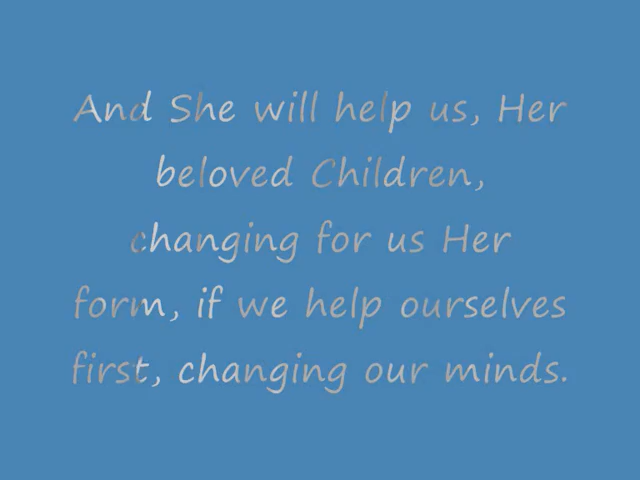 And She will help us, Her
beloved Children,
changing for us Her
form, if we help ourselves
first, changing our minds.